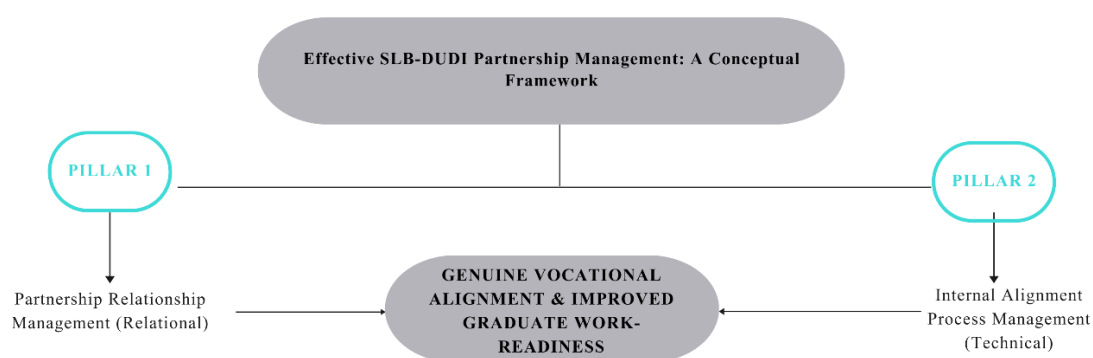 Effective SLB-DUDI Partnership Management: A Conceptual
Framework
PILLAR 1
PILLAR 2
Partnership Relationship
Management (Relational)
GENUINE VOCATIONAL
ALIGNMENT & IMPROVED
GRADUATE WORK-
READINESS
Internal Alignment
Process Management
(Technical)